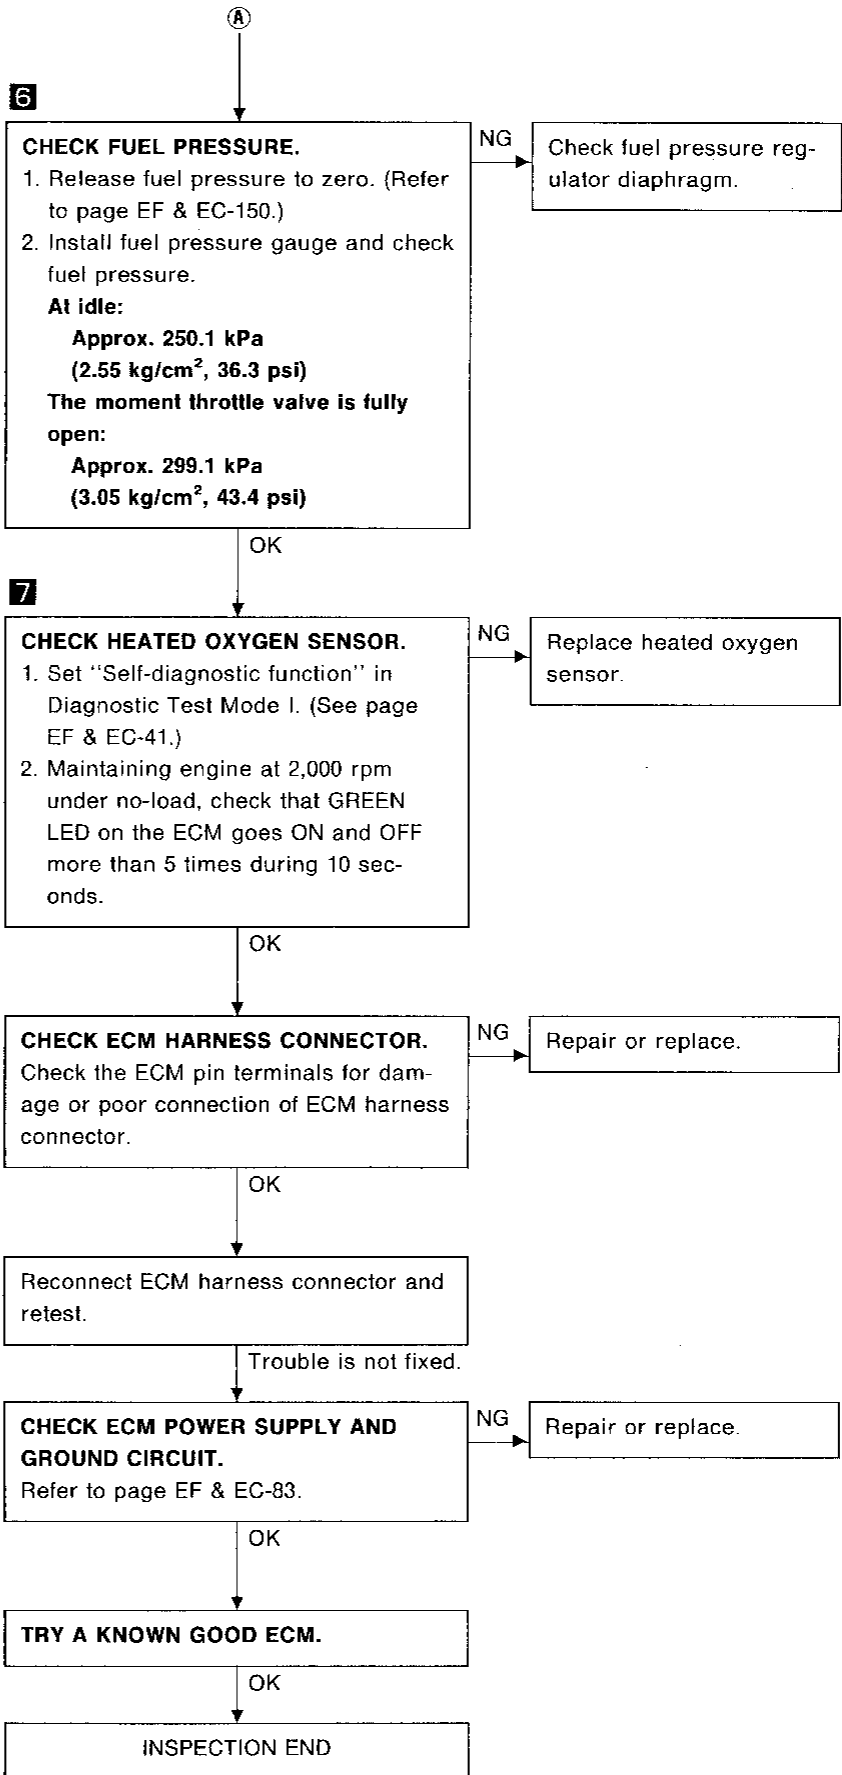 Ⓐ
6
CHECK FUEL PRESSURE.
1. Release fuel pressure to zero. (Refer
to page EF & EC-150.)
2. Install fuel pressure gauge and check
fuel pressure.
At idle:
Approx. 250.1 kPa
(2.55 kg/cm², 36.3 psi)
The moment throttle valve is fully
open:
Approx. 299.1 kPa
(3.05 kg/cm², 43.4 psi)
NG
Check fuel pressure reg-
ulator diaphragm.
OK
7
CHECK HEATED OXYGEN SENSOR.
1. Set "Self-diagnostic function" in
Diagnostic Test Mode I. (See page
EF & EC-41.)
2. Maintaining engine at 2,000 rpm
under no-load, check that GREEN
LED on the ECM goes ON and OFF
more than 5 times during 10 sec-
onds.
NG
Replace heated oxygen
sensor.
OK
CHECK ECM HARNESS CONNECTOR.
Check the ECM pin terminals for dam-
age or poor connection of ECM harness
connector.
NG
Repair or replace.
OK
Reconnect ECM harness connector and
retest.
Trouble is not fixed.
CHECK ECM POWER SUPPLY AND
GROUND CIRCUIT.
Refer to page EF & EC-83.
NG
Repair or replace.
OK
TRY A KNOWN GOOD ECM.
OK
INSPECTION END